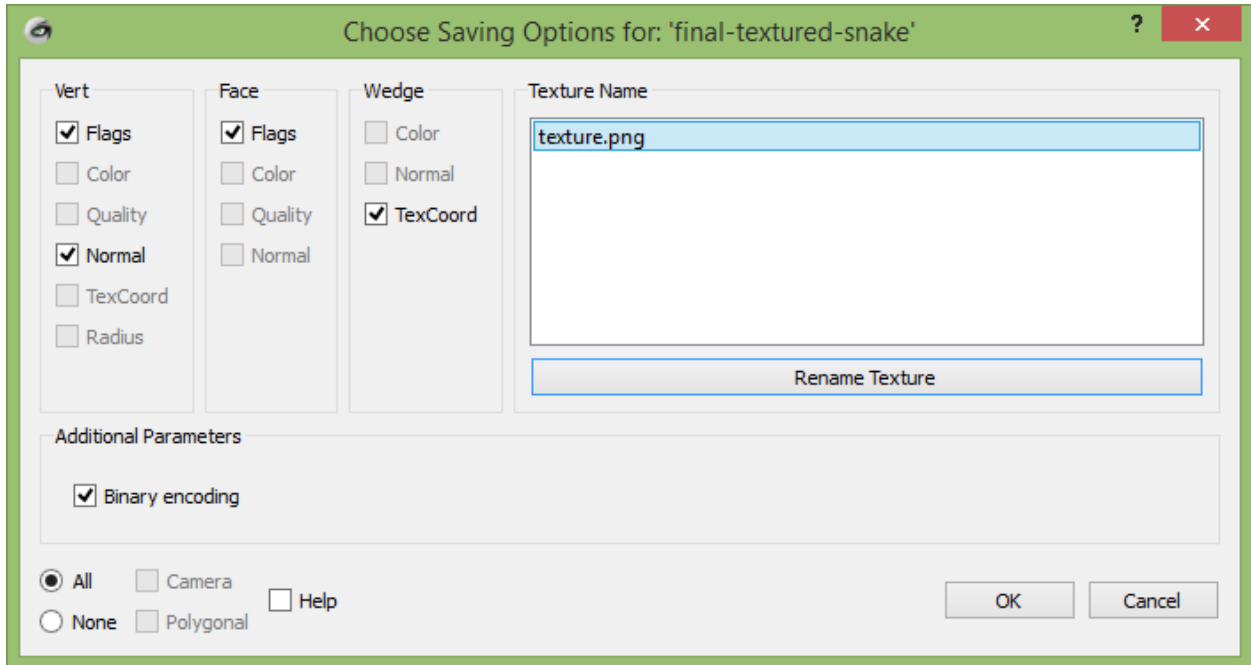 Choose Saving Options for: 'final-textured-snake'
?
Vert
Flags
Color
Quality
Normal
TexCoord
Radius
Face
Flags
Color
Quality
Normal
Wedge
Color
Normal
TexCoord
Texture Name
texture.png
Rename Texture
Additional Parameters
Binary encoding
All
Camera
None
Polygonal
Help
OK
Cancel